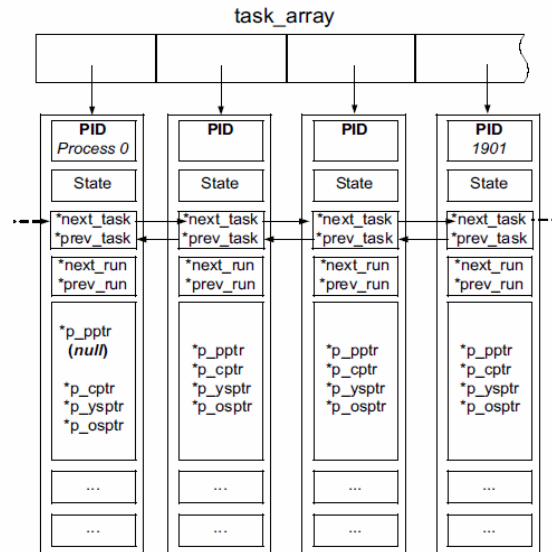 task_array
PID
Process 0
State
*next_task
*prev_task
*next_run
*prev_run
*p_pptr
(null)
*p_cptr
*p_ysptr
*p_osptr
...
...
PID
State
*next_task
*prev_task
*next_run
*prev_run
*p_pptr
*p_cptr
*p_ysptr
*p_osptr
...
...
PID
State
*next_task
*prev_task
*next_run
*prev_run
*p_pptr
*p_cptr
*p_ysptr
*p_osptr
...
...
PID
1901
State
*next_task
*prev_task
*next_run
*prev_run
*p_pptr
*p_cptr
*p_ysptr
*p_osptr
...
...